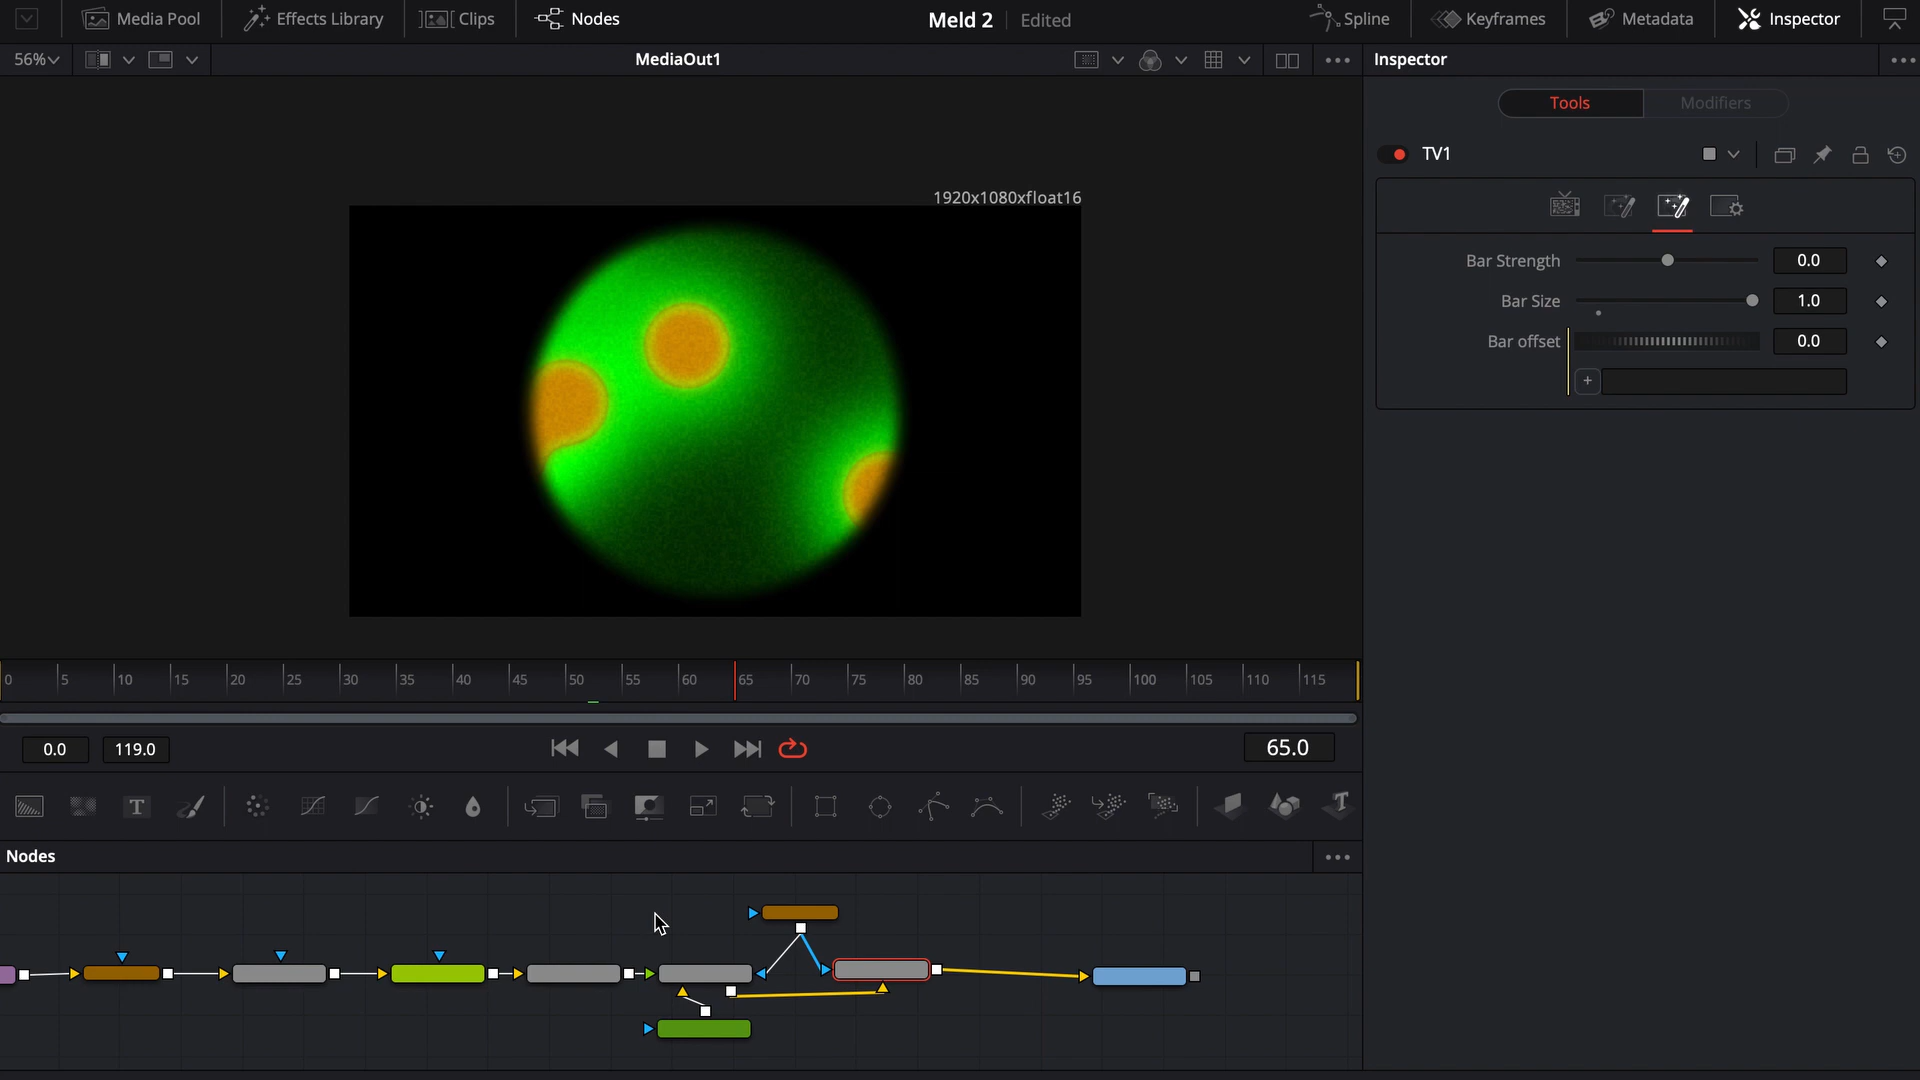 Media Pool Effects Library Clips Nodes Meld 2 Edited Spline Keyframes Metadata Inspector
56% MediaOut1 Inspector
Tools Modifiers
TV1
1920x1080xfloat16
Bar Strength 0.0
Bar Size 1.0
Bar offset 0.0
0 5 10 15 20 25 30 35 40 45 50 55 60 65 70 75 80 85 90 95 100 105 110 115
0.0 119.0 65.0
Nodes